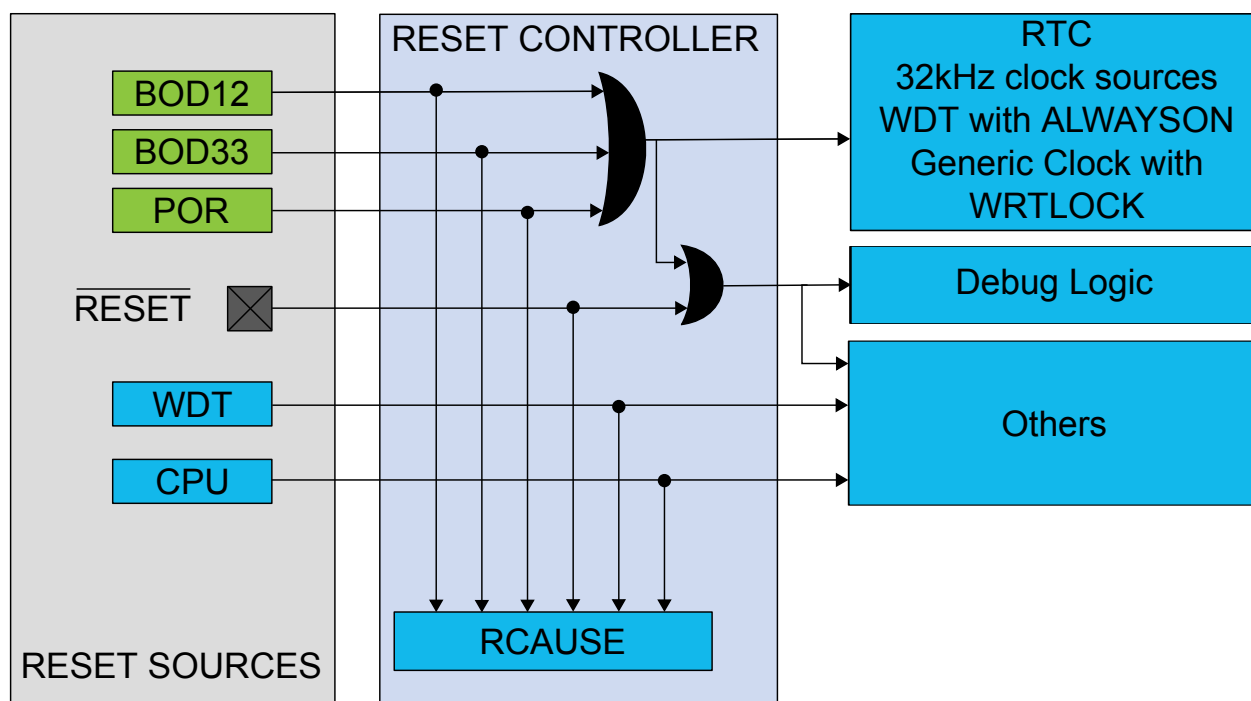 RESET CONTROLLER
BOD12
BOD33
POR
RESET
WDT
CPU
RESET SOURCES
RCAUSE
RTC
32kHz clock sources
WDT with ALWAYSON
Generic Clock with
WRTLOCK
Debug Logic
Others